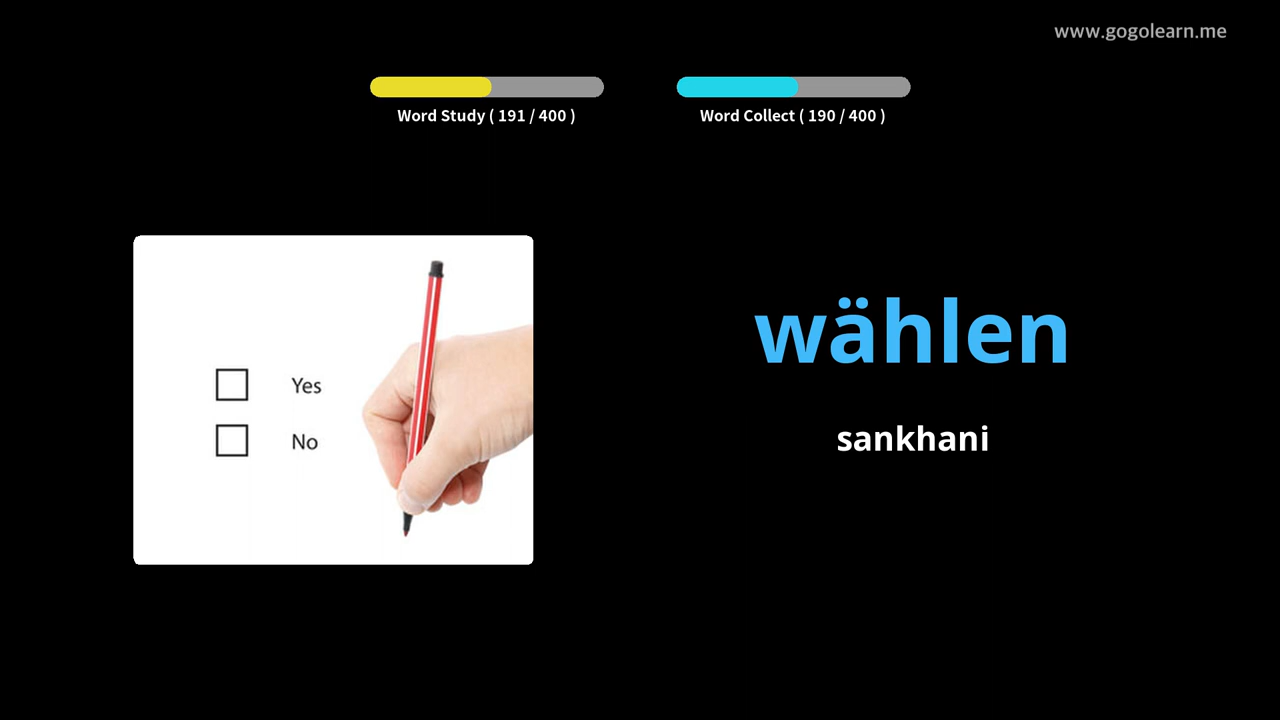 www.gogolearn.me
Word Study ( 191 / 400 )
Word Collect ( 190 / 400 )
Yes
No
wählen
sankhani